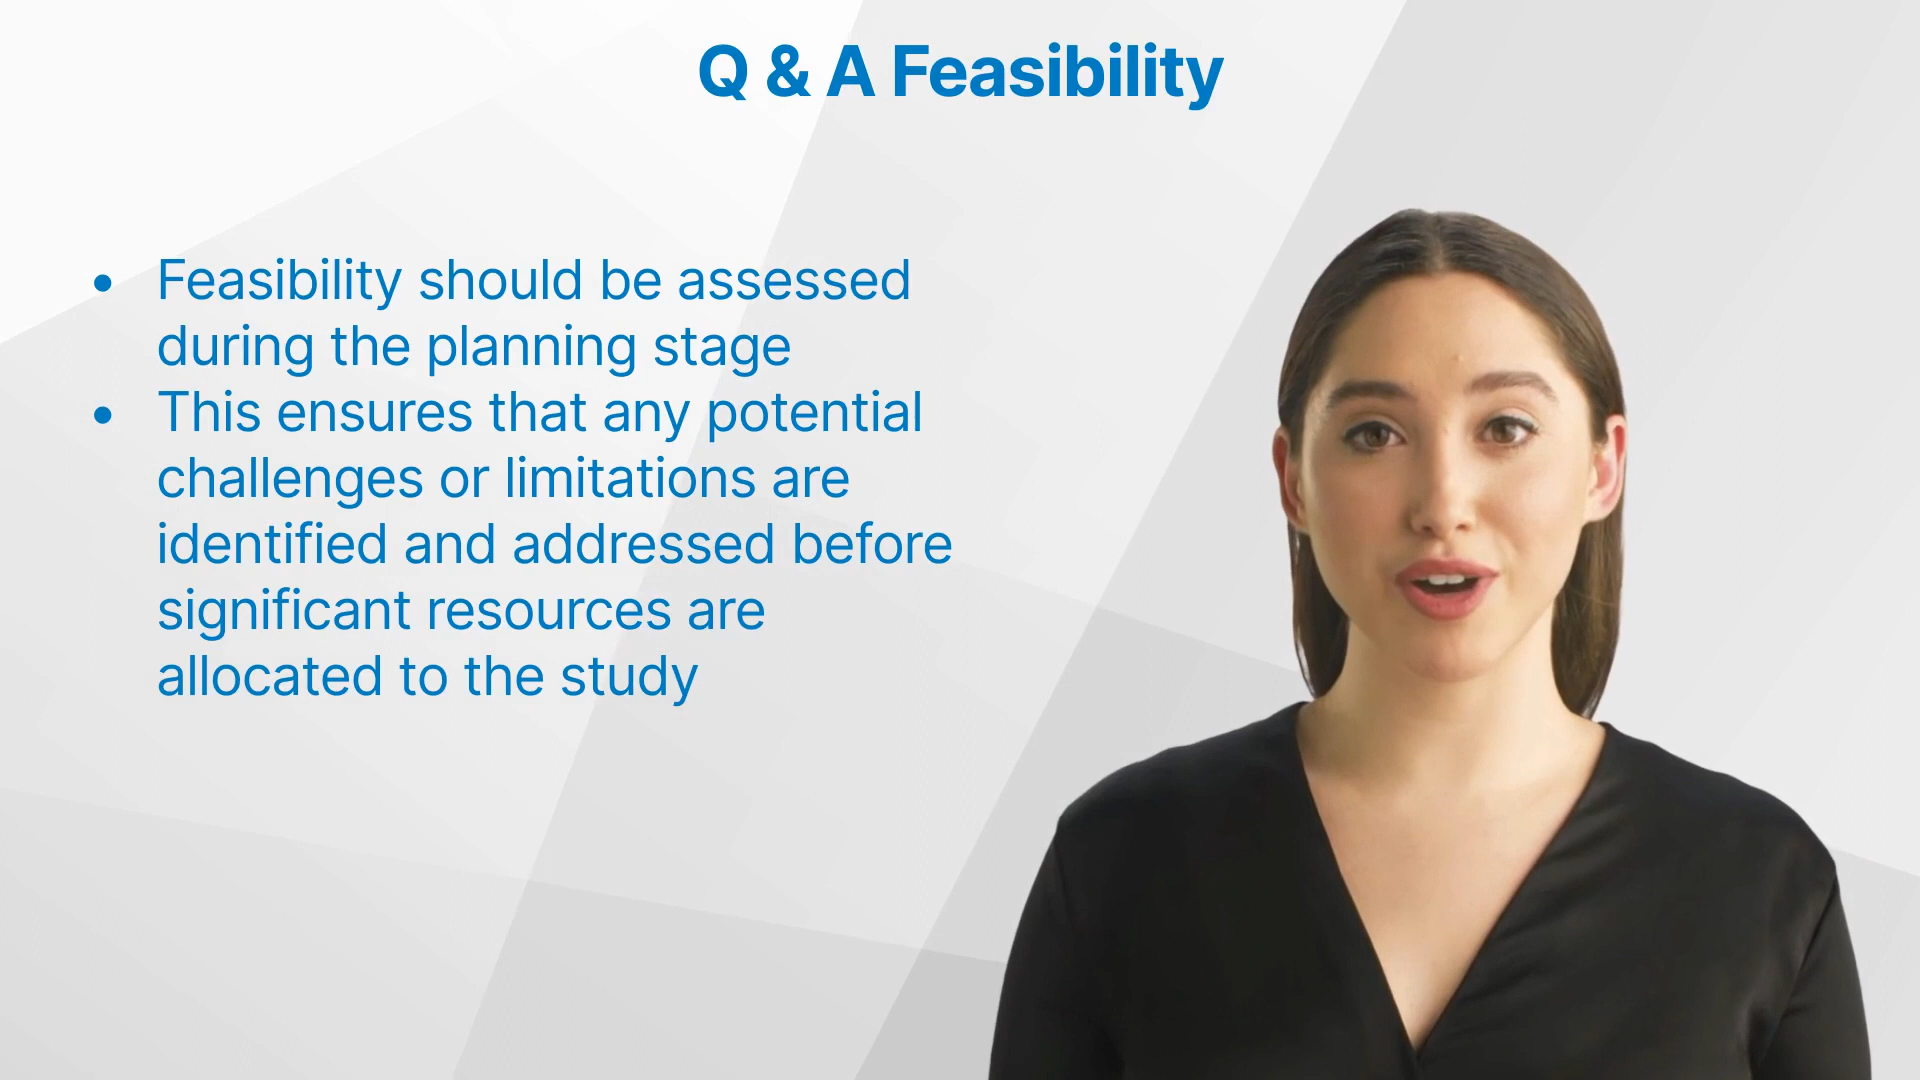 Q & A Feasibility
• Feasibility should be assessed
during the planning stage
• This ensures that any potential
challenges or limitations are
identified and addressed before
significant resources are
allocated to the study